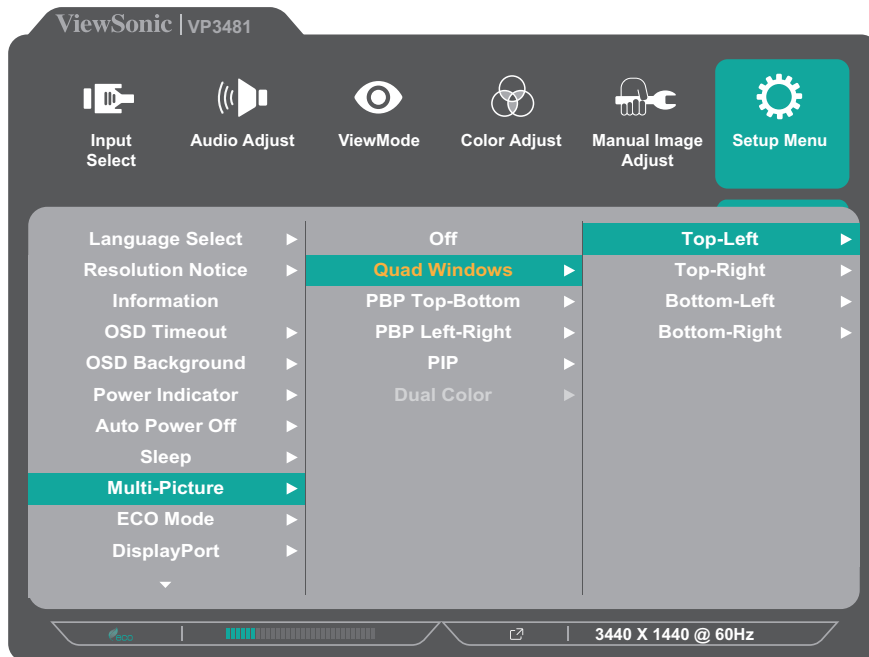 ViewSonic | VP3481
Input
Select
Audio Adjust
ViewMode
Color Adjust
Manual Image
Adjust
Setup Menu
Language Select
Resolution Notice
Information
OSD Timeout
OSD Background
Power Indicator
Auto Power Off
Sleep
Multi-Picture
ECO Mode
DisplayPort
Off
Quad Windows
PBP Top-Bottom
PBP Left-Right
PIP
Dual Color
Top-Left
Top-Right
Bottom-Left
Bottom-Right
eco
3440 X 1440 @ 60Hz